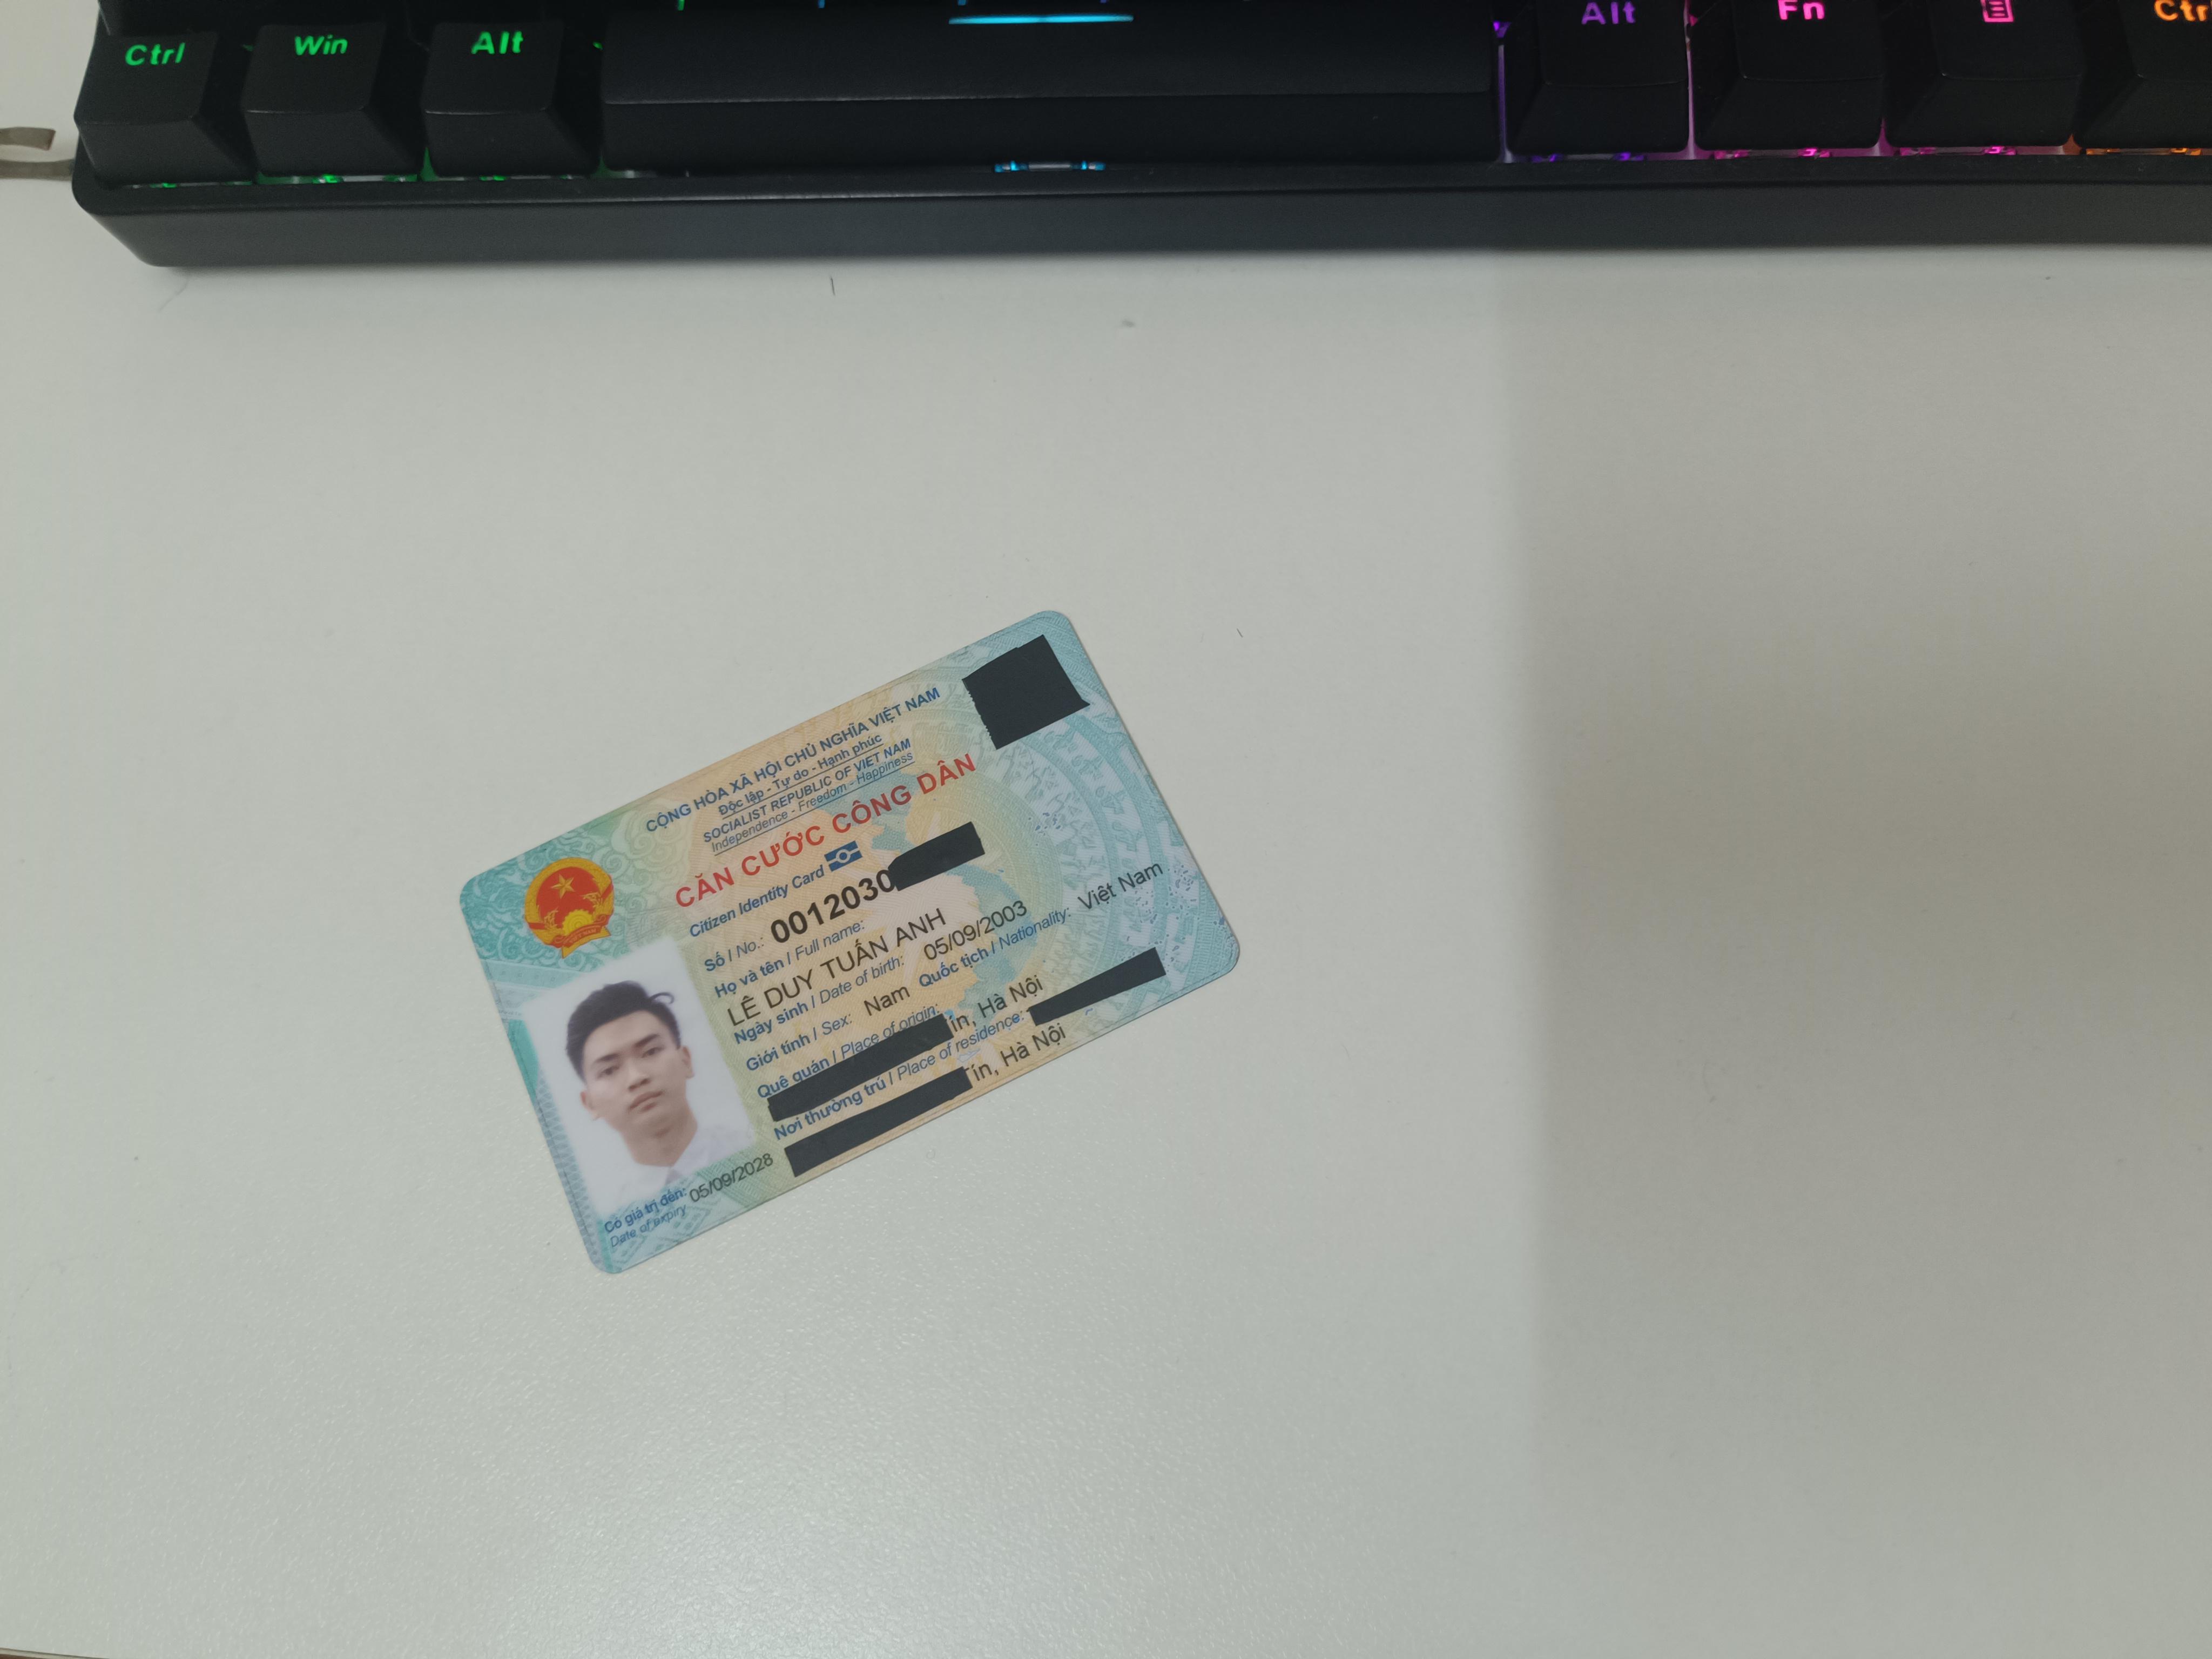 Ctrl Win Alt Alt Fn Ctr
CỘNG HÒA XÃ HỘI CHỦ NGHĨA VIỆT NAM
Độc lập - Tự do - Hạnh phúc
SOCIALIST REPUBLIC OF VIET NAM
Independence - Freedom - Happiness
CĂN CƯỚC CÔNG DÂN
Citizen Identity Card
Số / No.: 0012030
Họ và tên / Full name:
LÊ DUY TUẤN ANH
Ngày sinh / Date of birth: 05/09/2003
Giới tính / Sex: Nam Quốc tịch / Nationality: Việt Nam
Quê quán / Place of origin:
ín, Hà Nội
Nơi thường trú / Place of residence:
ín, Hà Nội
Có giá trị đến: 05/09/2028
Date of expiry